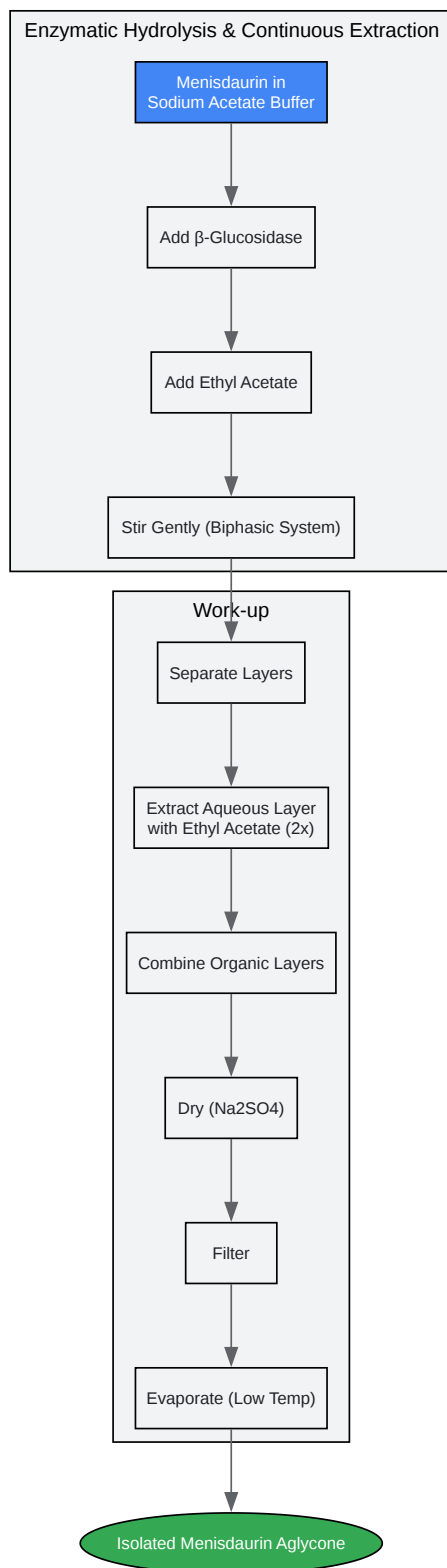 Enzymatic Hydrolysis & Continuous Extraction
Menisdaurin in
Sodium Acetate Buffer
Add β-Glucosidase
Add Ethyl Acetate
Stir Gently (Biphasic System)
Work-up
Separate Layers
Extract Aqueous Layer
with Ethyl Acetate (2x)
Combine Organic Layers
Dry (Na2SO4)
Filter
Evaporate (Low Temp)
Isolated Menisdaurin Aglycone